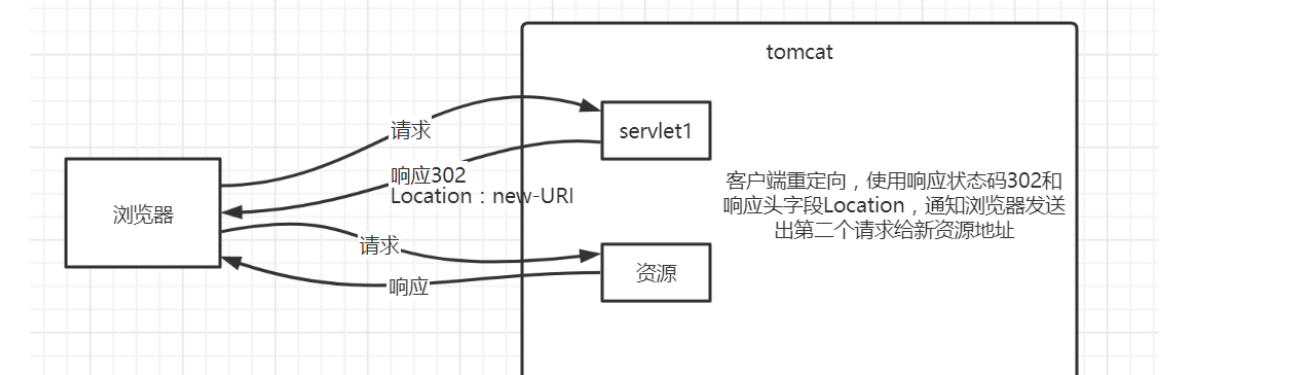 tomcat
请求
servlet1
响应302
Location：new-URI
客户端重定向，使用响应状态码302和
响应头字段Location，通知浏览器发送
出第二个请求给新资源地址
浏览器
请求
资源
响应